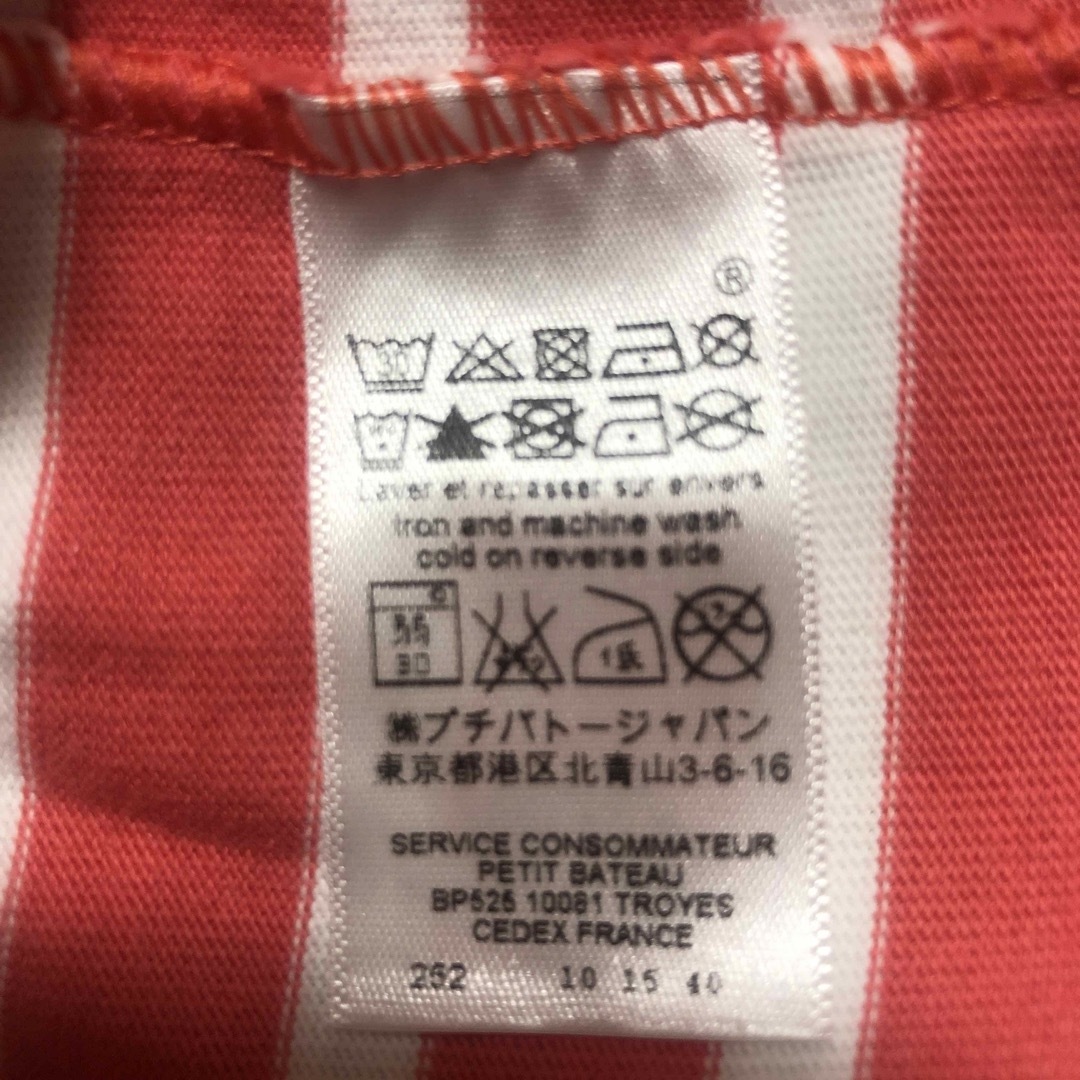 ®
30
Laver et repasser sur envers
Iron and machine wash
cold on reverse side
弱
30
㈱プチバトージャパン
東京都港区北青山3-6-16
SERVICE CONSOMMATEUR
PETIT BATEAU
BP525 10081 TROYES
CEDEX FRANCE
252 10 15 40